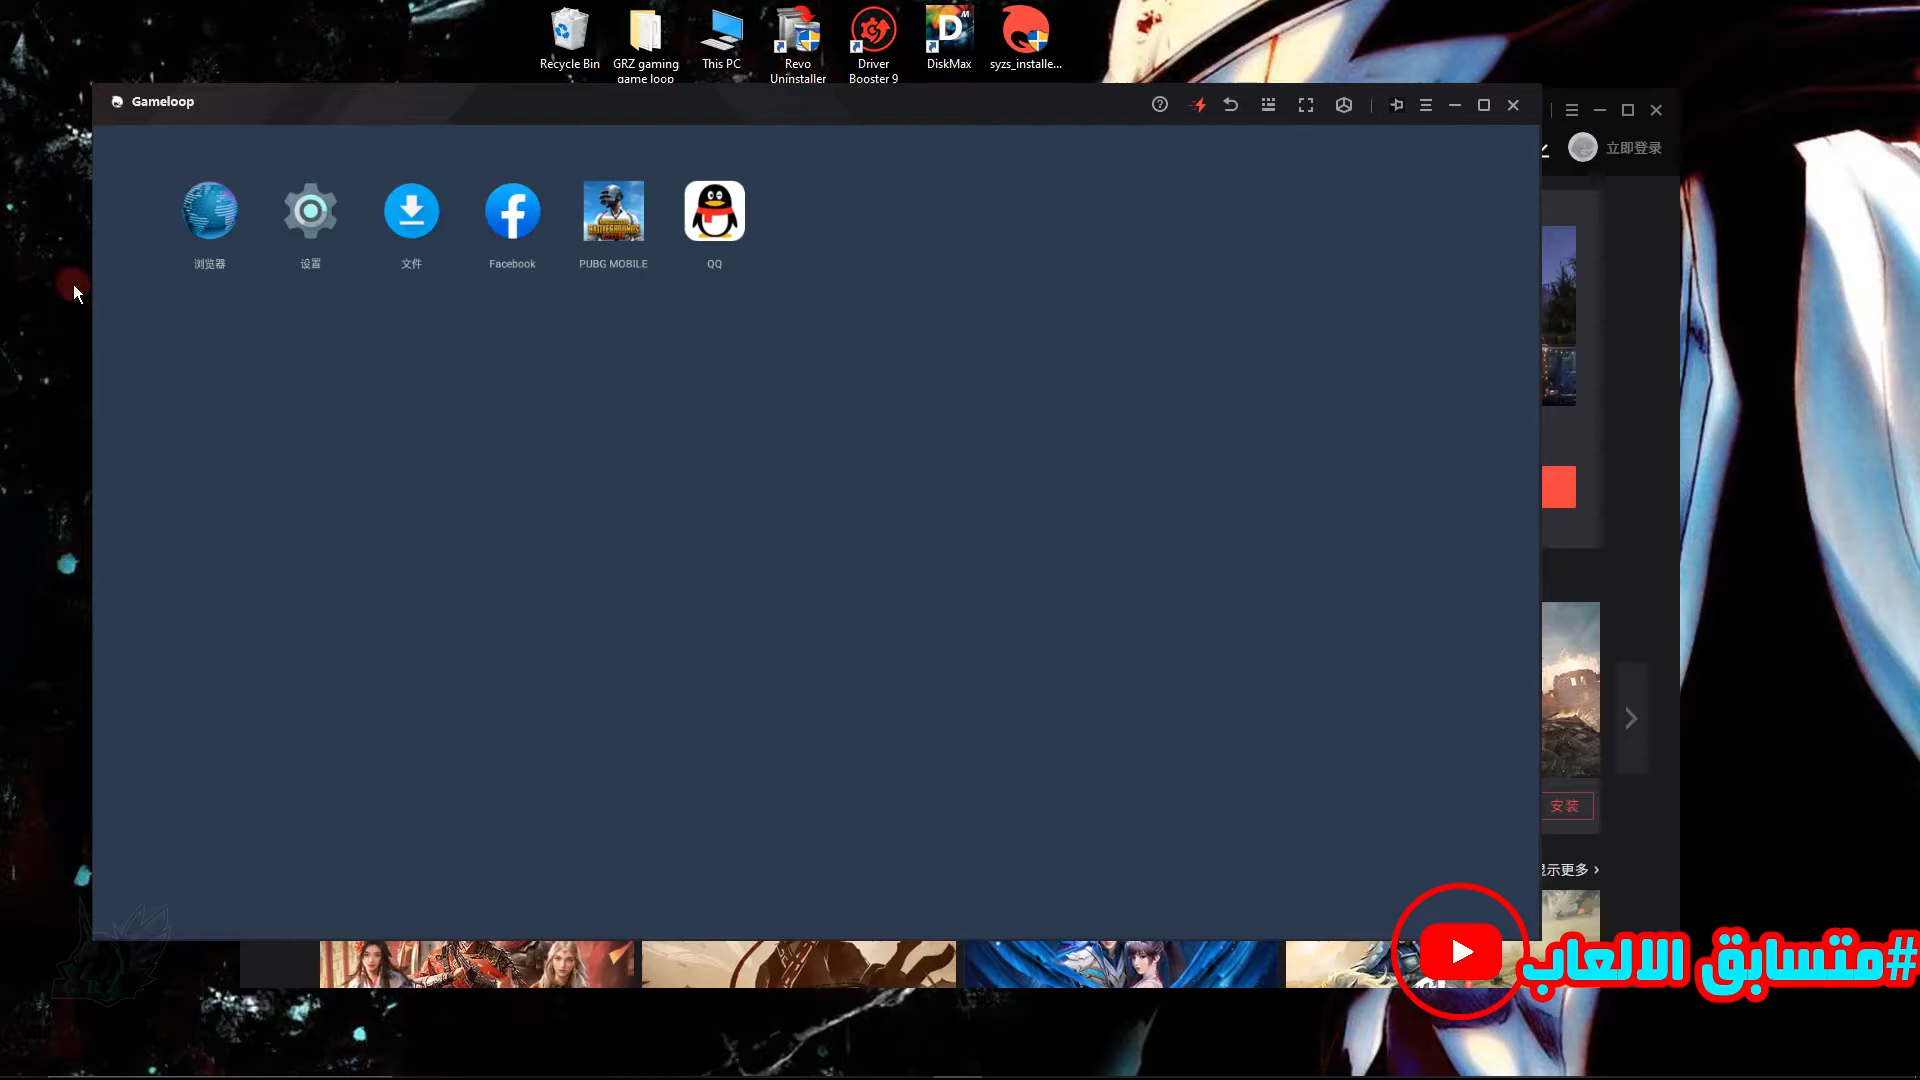 Recycle Bin
GRZ gaming
game loop
This PC
Revo
Uninstaller
Driver
Booster 9
DiskMax
syzs_installe...
Gameloop
立即登录
浏览器
设置
文件
Facebook
PUBG MOBILE
QQ
安装
示更多
#متسابق الالعاب